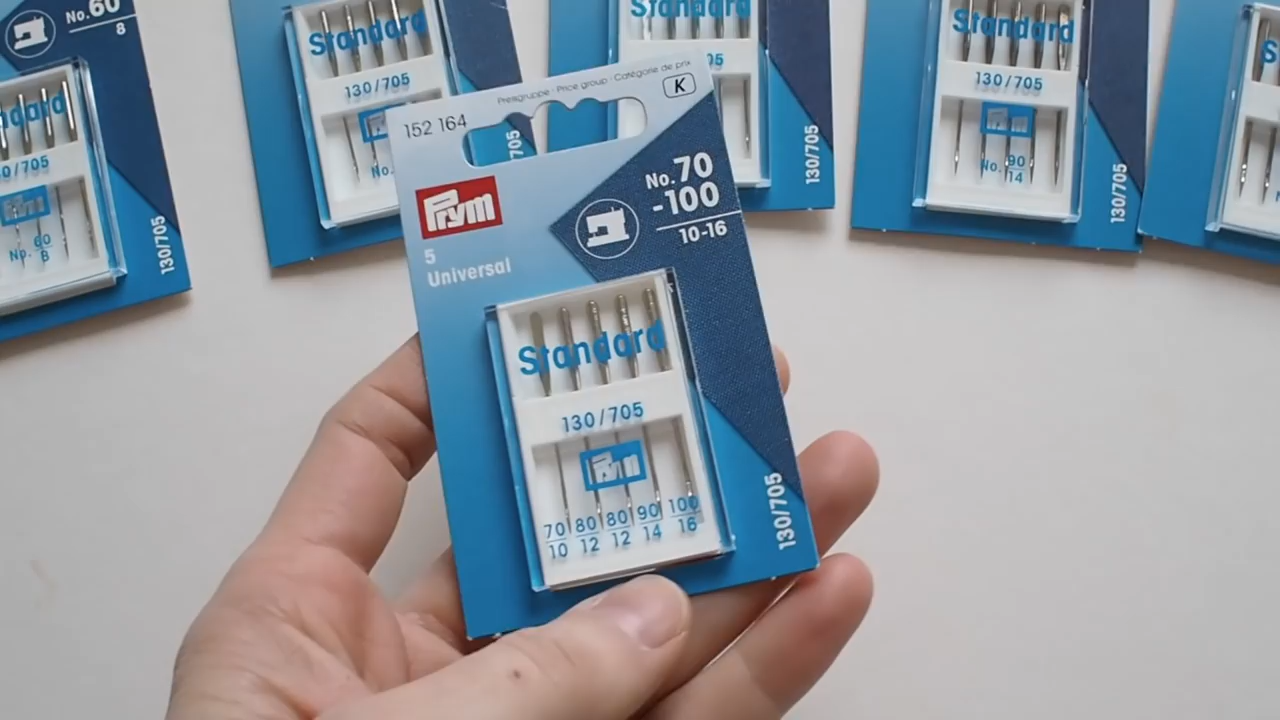 No.60
8
Standard
130/705
No. 60
8
130/705
Standard
130/705
No.
130/705
Standard
130/705
Standard
130/705
No. 90
14
130/705
Preisgruppe · Price group · Catégorie de prix
K
152 164
Prym
No.70
-100
10-16
5
Universal
Standard
130/705
Prym
70 80 80 90 100
10 12 12 14 16
130/705